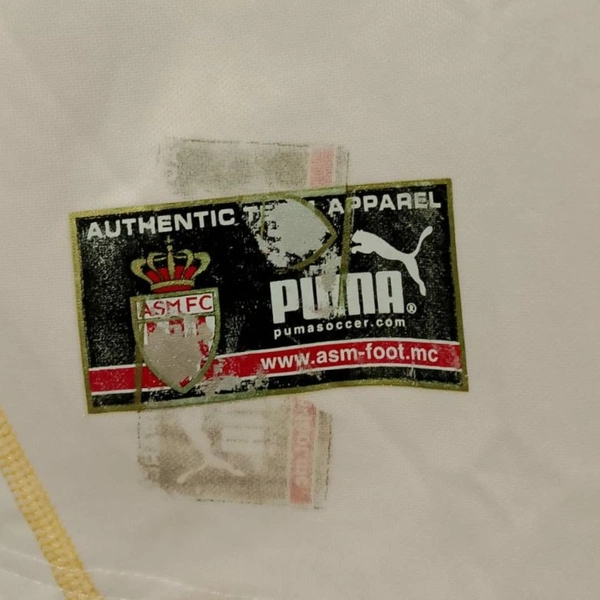 AUTHENTIC APPAREL
ASM FC
PUMA®
pumasoccer.com
www.asm-foot.mc